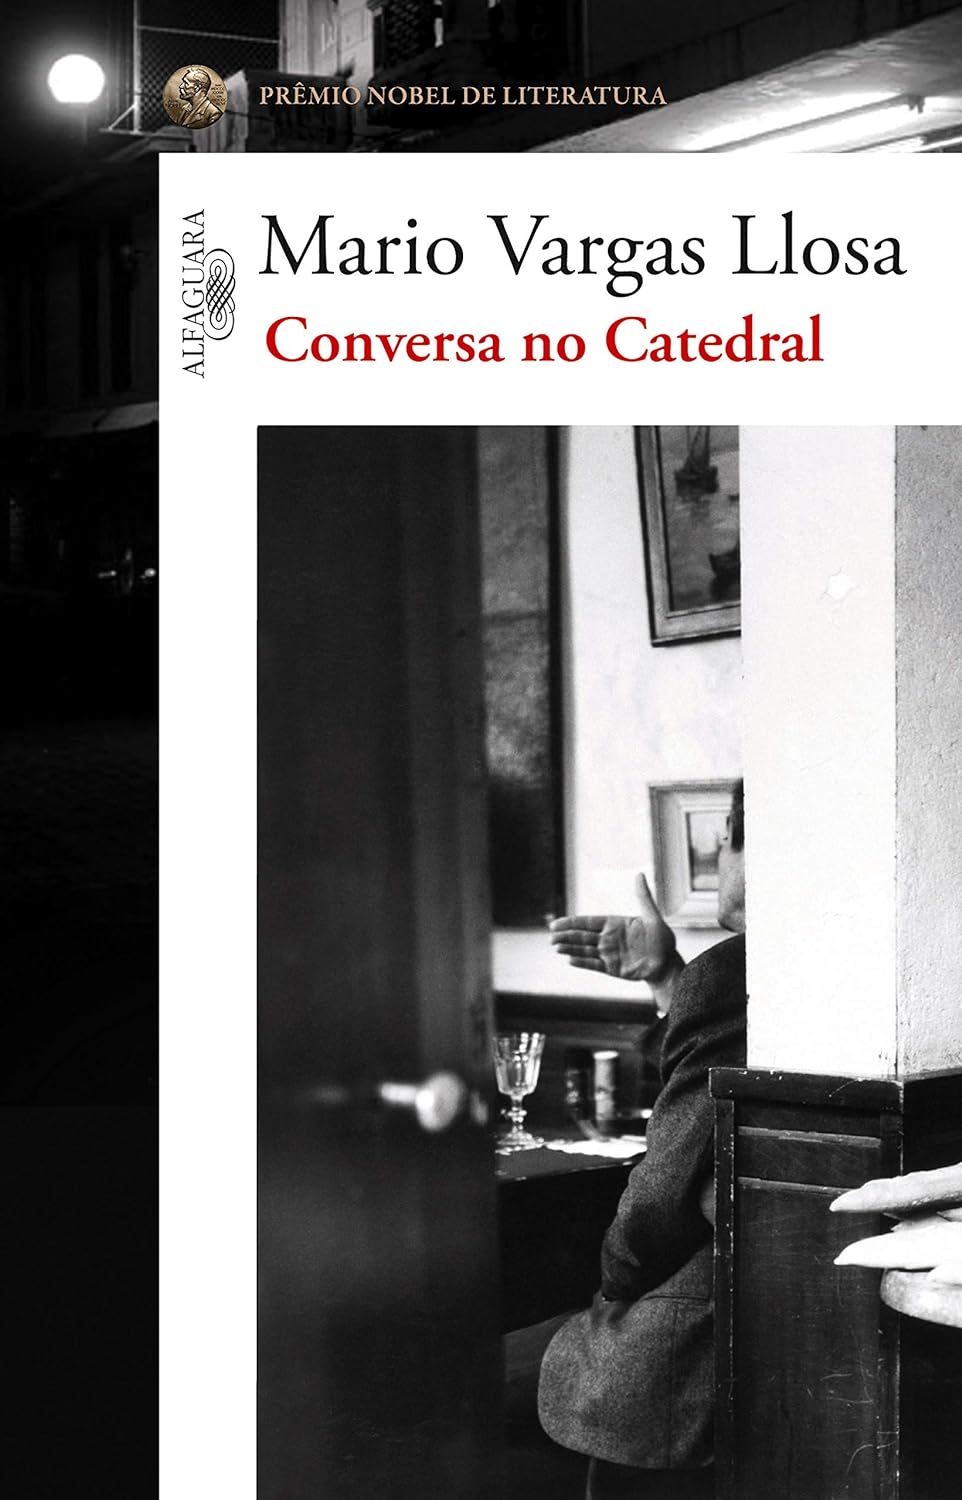 PRÊMIO NOBEL DE LITERATURA
ALFAGUARA
Mario Vargas Llosa
Conversa no Catedral